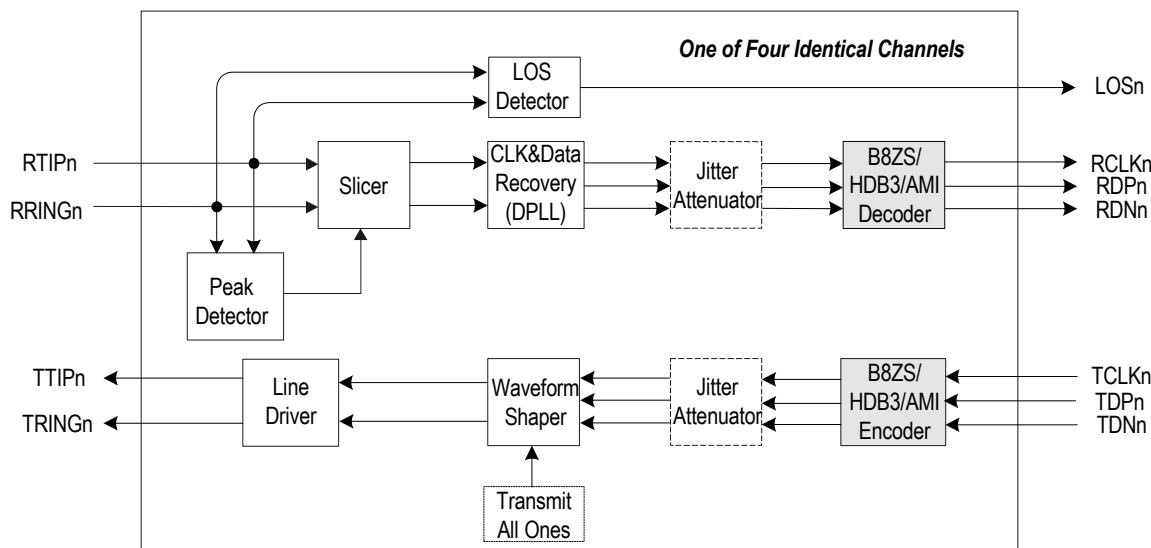 One of Four Identical Channels
LOS
Detector
LOSn
RTIPn
RRINGn
Slicer
CLK&Data
Recovery
(DPLL)
Jitter
Attenuator
B8ZS/
HDB3/AMI
Decoder
RCLKn
RDPn
RDNn
Peak
Detector
TTIPn
TRINGn
Line
Driver
Waveform
Shaper
Jitter
Attenuator
B8ZS/
HDB3/AMI
Encoder
TCLKn
TDPn
TDNn
Transmit
All Ones